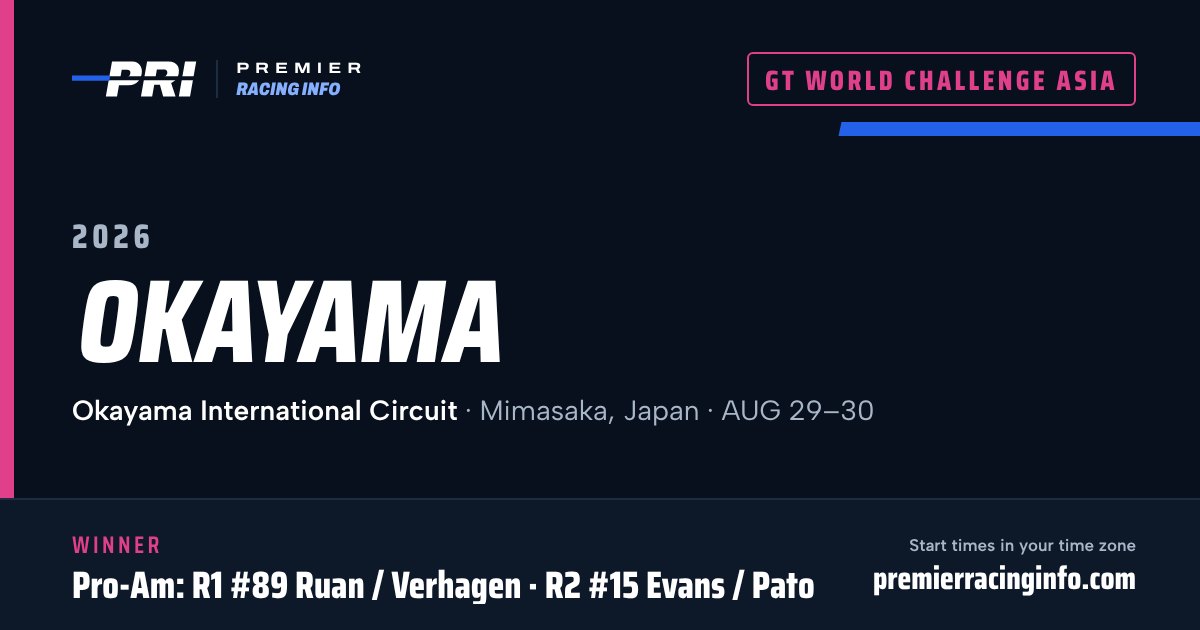 PRI
PREMIER
RACING INFO
GT WORLD CHALLENGE ASIA
2026
OKAYAMA
Okayama International Circuit · Mimasaka, Japan · AUG 29–30
WINNER
Pro-Am: R1 #89 Ruan / Verhagen · R2 #15 Evans / Pato
Start times in your time zone
premierracinginfo.com